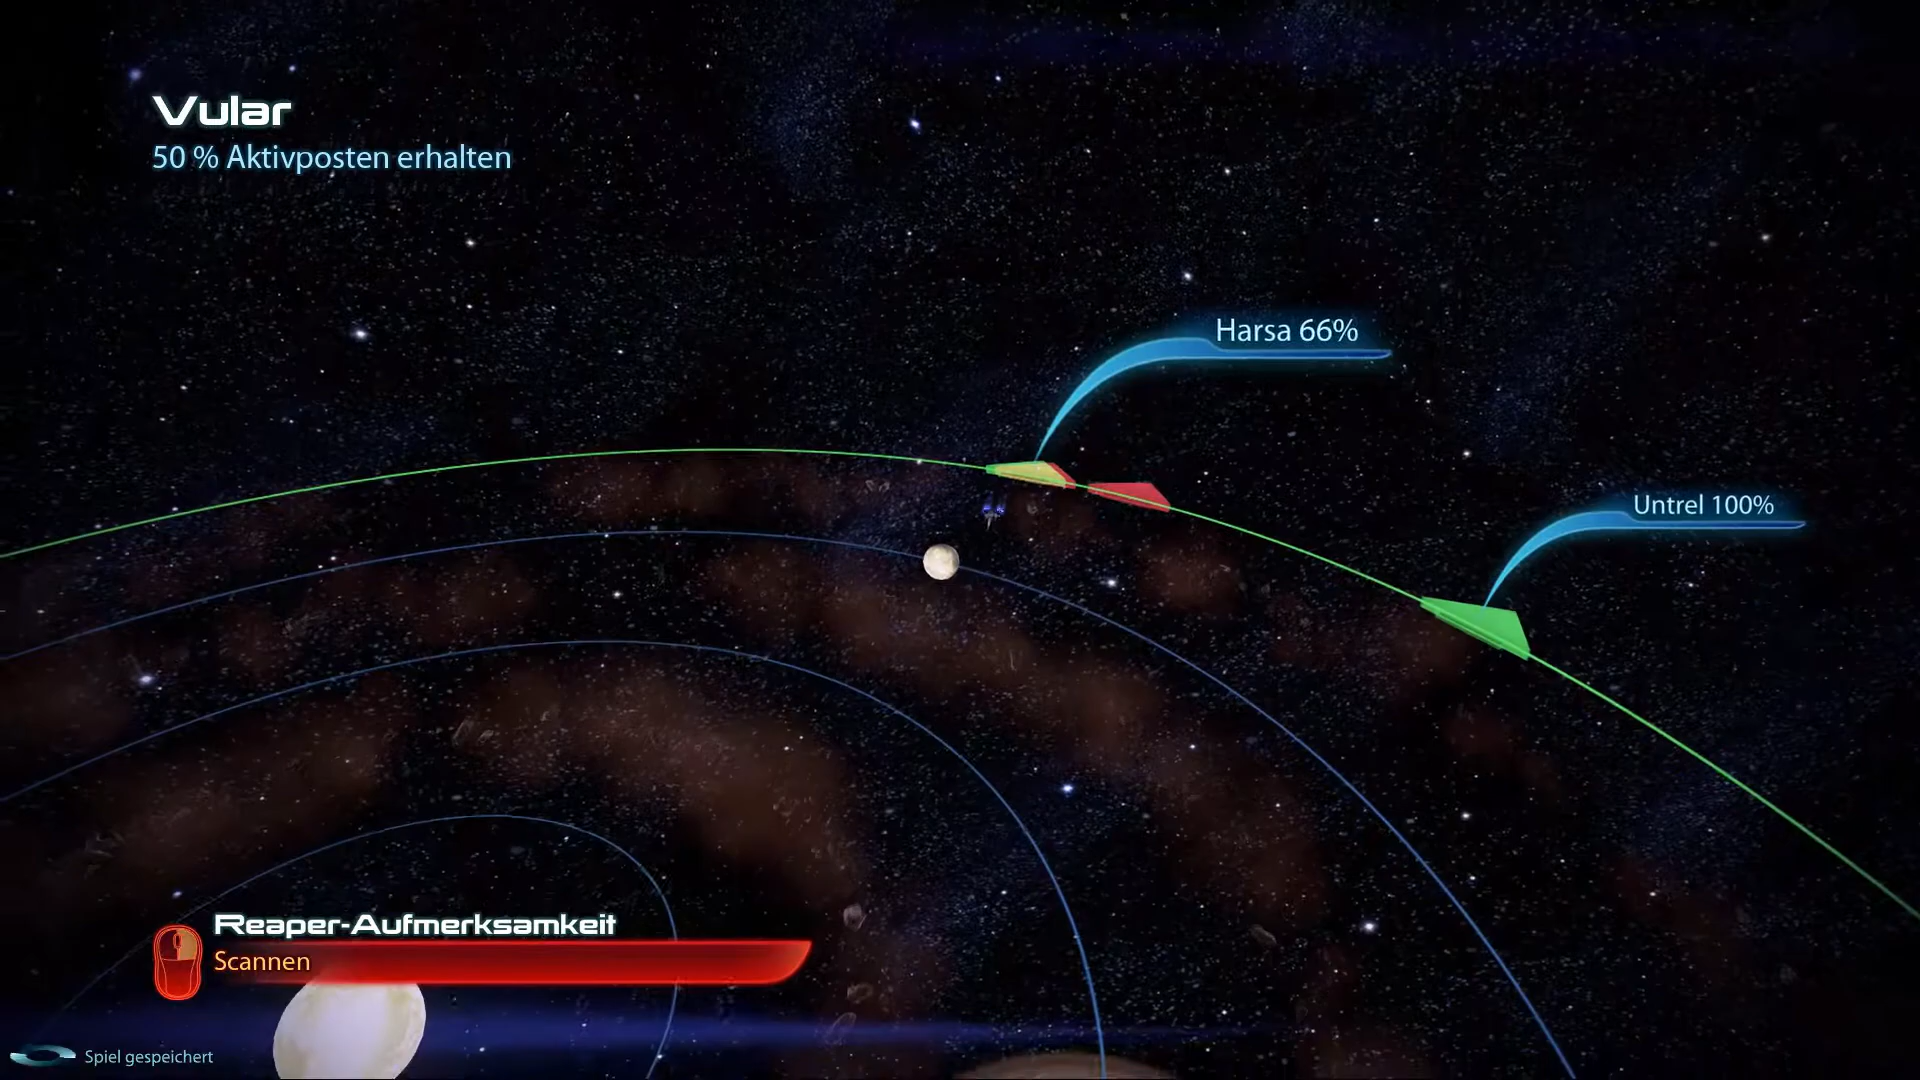 Vular
50 % Aktivposten erhalten
Harsa 66%
Untrel 100%
Reaper-Aufmerksamkeit
Scannen
Spiel gespeichert